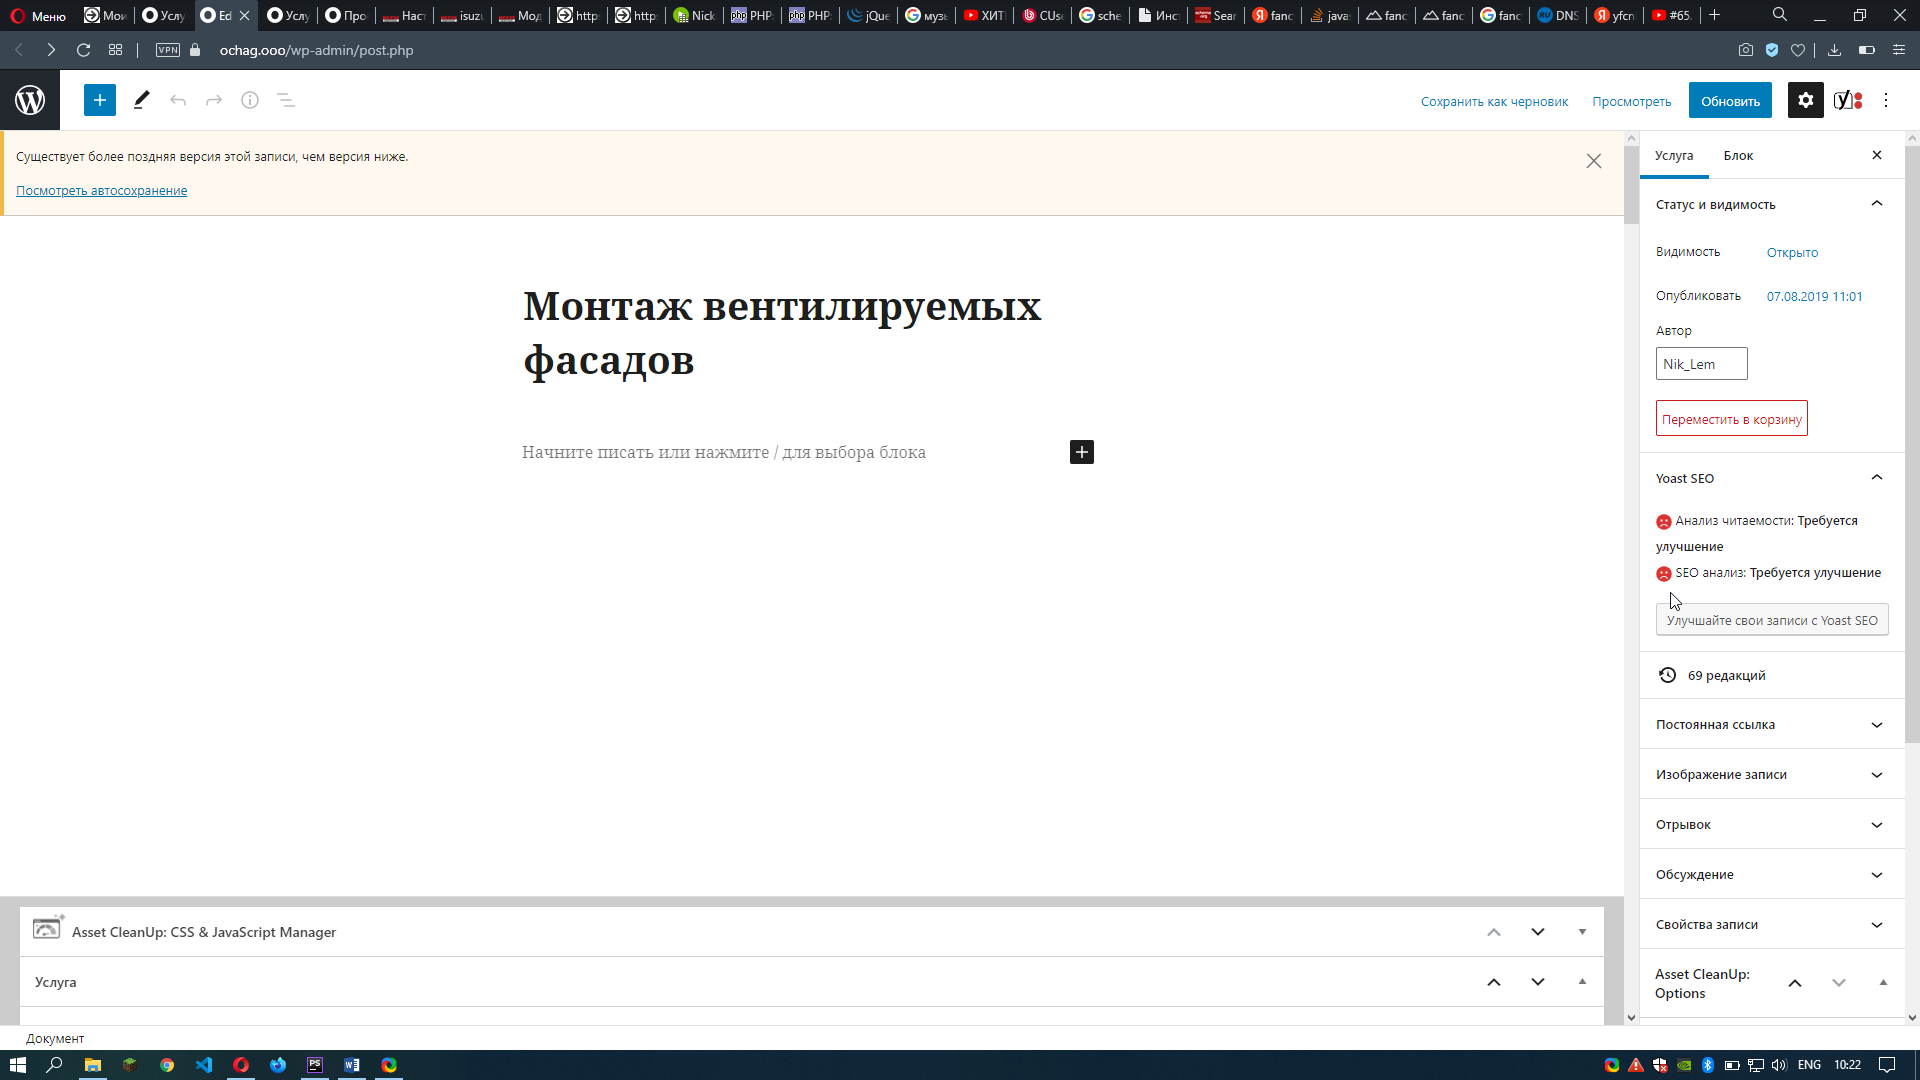 Меню
Мои
Услу
Ed
Услу
Про
Наст
isuzu
Мод
http
http
Nick
PHP:
PHP:
jQue
музь
ХИТ
CUse
sche
Инст
Sear
fanc
javas
fanc
fanc
fanc
DNS
yfcn
#65.
VPN
ochag.ooo/wp-admin/post.php
Сохранить как черновик
Просмотреть
Обновить
Существует более поздняя версия этой записи, чем версия ниже.
Посмотреть автосохранение
Монтаж вентилируемых
фасадов
Начните писать или нажмите / для выбора блока
Услуга
Блок
Статус и видимость
Видимость
Открыто
Опубликовать
07.08.2019 11:01
Автор
Nik_Lem
Переместить в корзину
Yoast SEO
Анализ читаемости: Требуется
улучшение
SEO анализ: Требуется улучшение
Улучшайте свои записи с Yoast SEO
69 редакций
Постоянная ссылка
Изображение записи
Отрывок
Обсуждение
Свойства записи
Asset CleanUp:
Options
Asset CleanUp: CSS & JavaScript Manager
Услуга
Документ
ENG
10:22